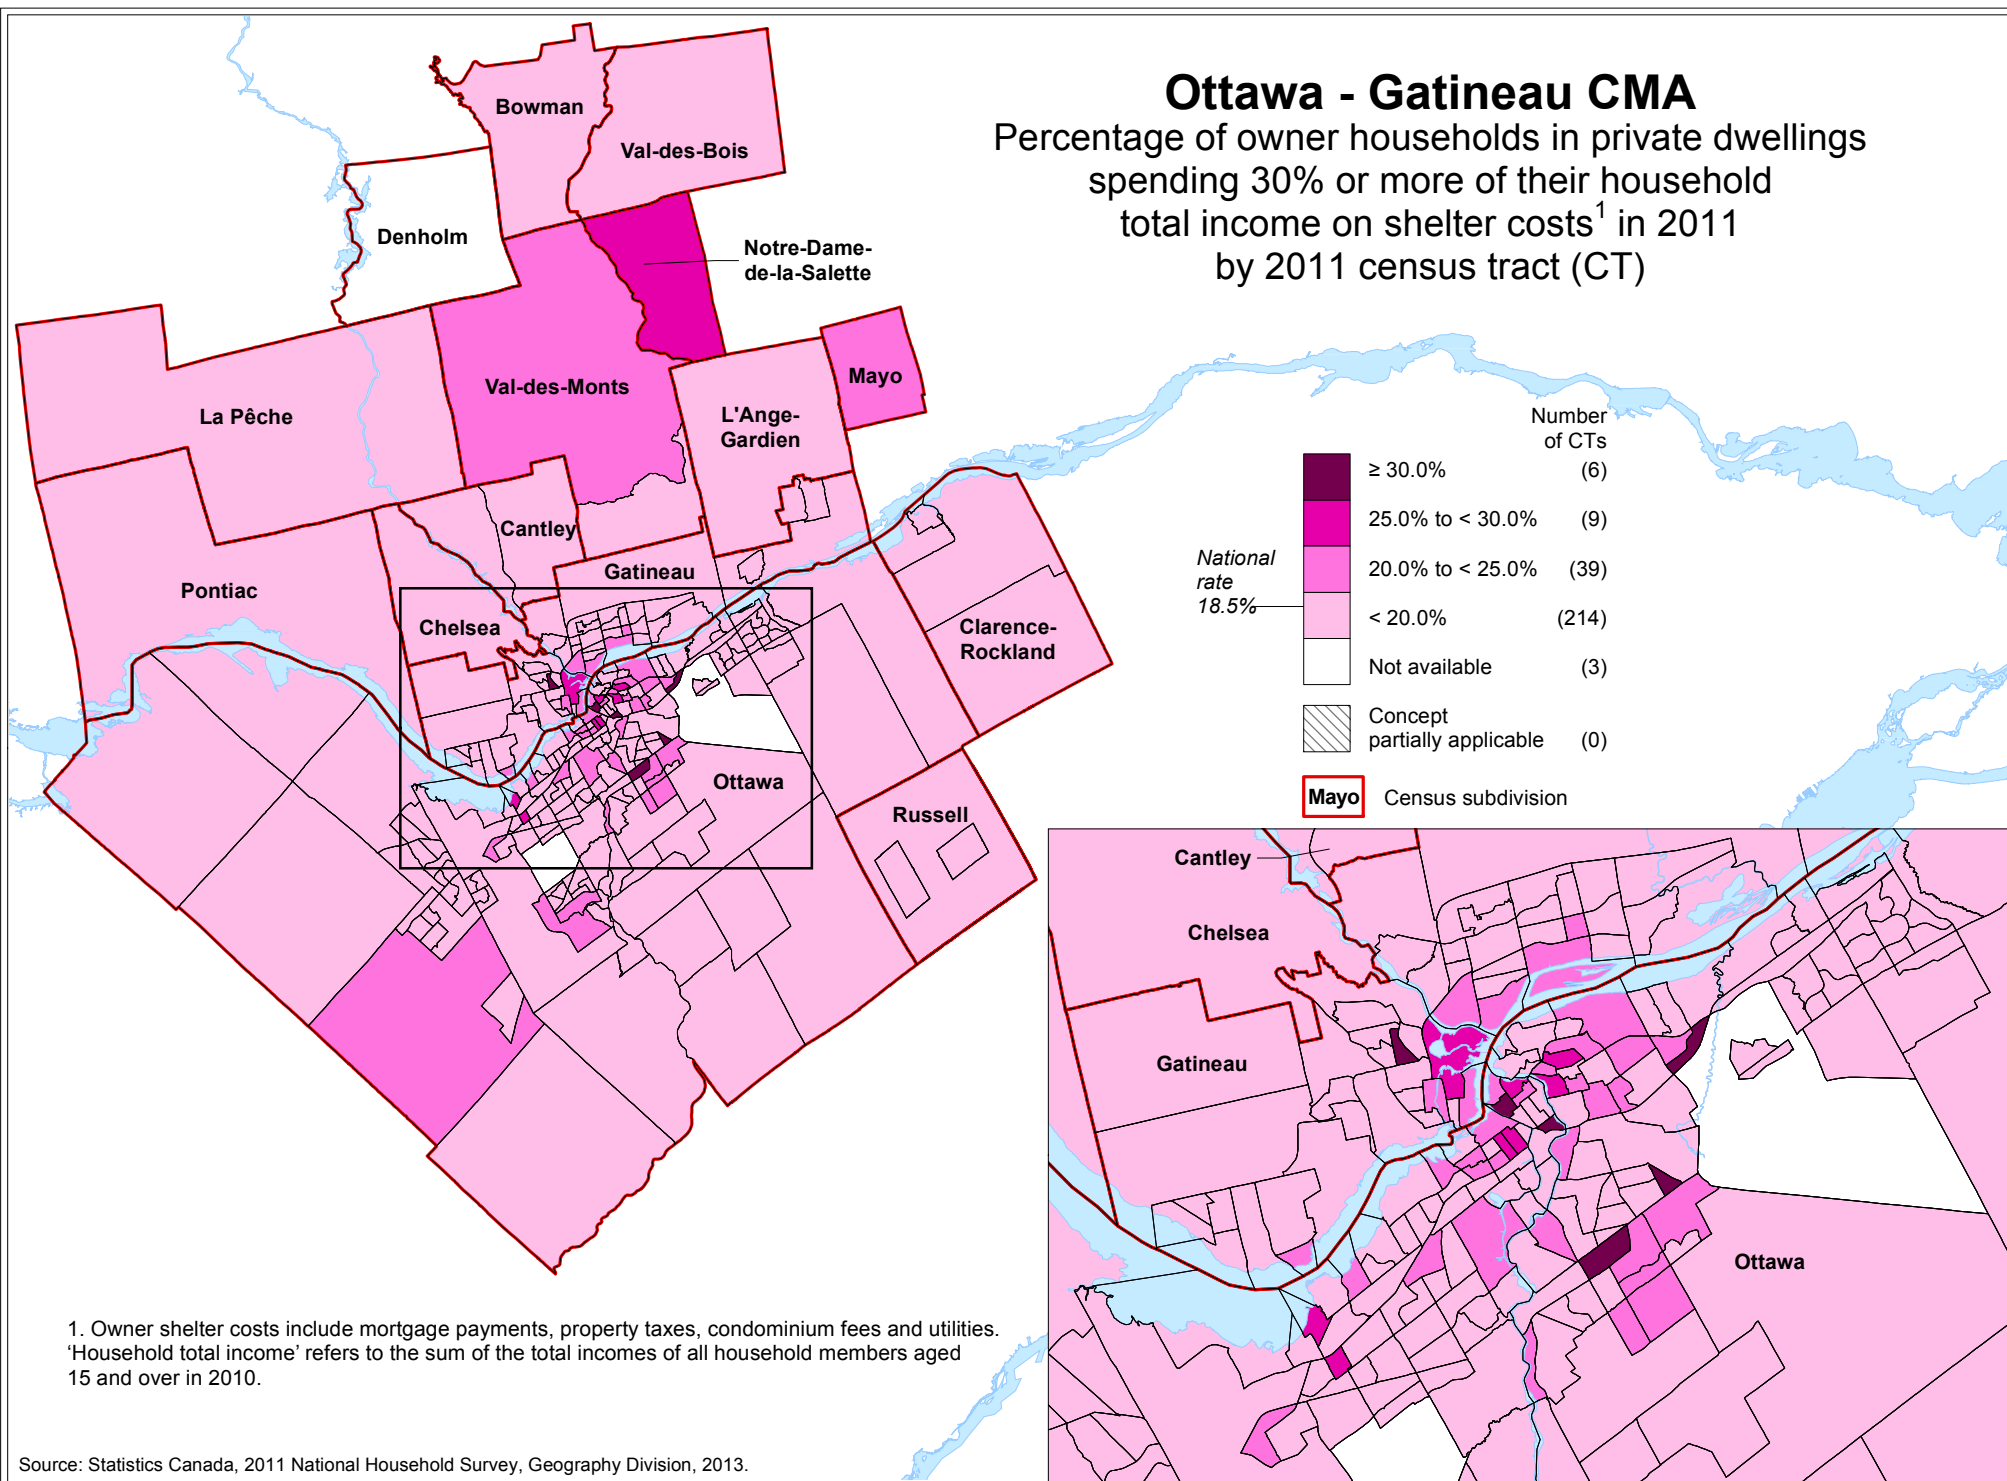 Ottawa - Gatineau CMA
Percentage of owner households in private dwellings
spending 30% or more of their household
total income on shelter costs¹ in 2011
by 2011 census tract (CT)
Bowman
Val-des-Bois
Denholm
Notre-Dame-
de-la-Salette
Val-des-Monts
Mayo
La Pêche
L'Ange-
Gardien
Cantley
Gatineau
Pontiac
Chelsea
Clarence-
Rockland
Ottawa
Russell
Number
of CTs
≥ 30.0% (6)
25.0% to < 30.0% (9)
20.0% to < 25.0% (39)
National
rate
18.5%
< 20.0% (214)
Not available (3)
Concept
partially applicable (0)
Mayo Census subdivision
Cantley
Chelsea
Gatineau
Ottawa
1. Owner shelter costs include mortgage payments, property taxes, condominium fees and utilities.
‘Household total income’ refers to the sum of the total incomes of all household members aged
15 and over in 2010.
Source: Statistics Canada, 2011 National Household Survey, Geography Division, 2013.